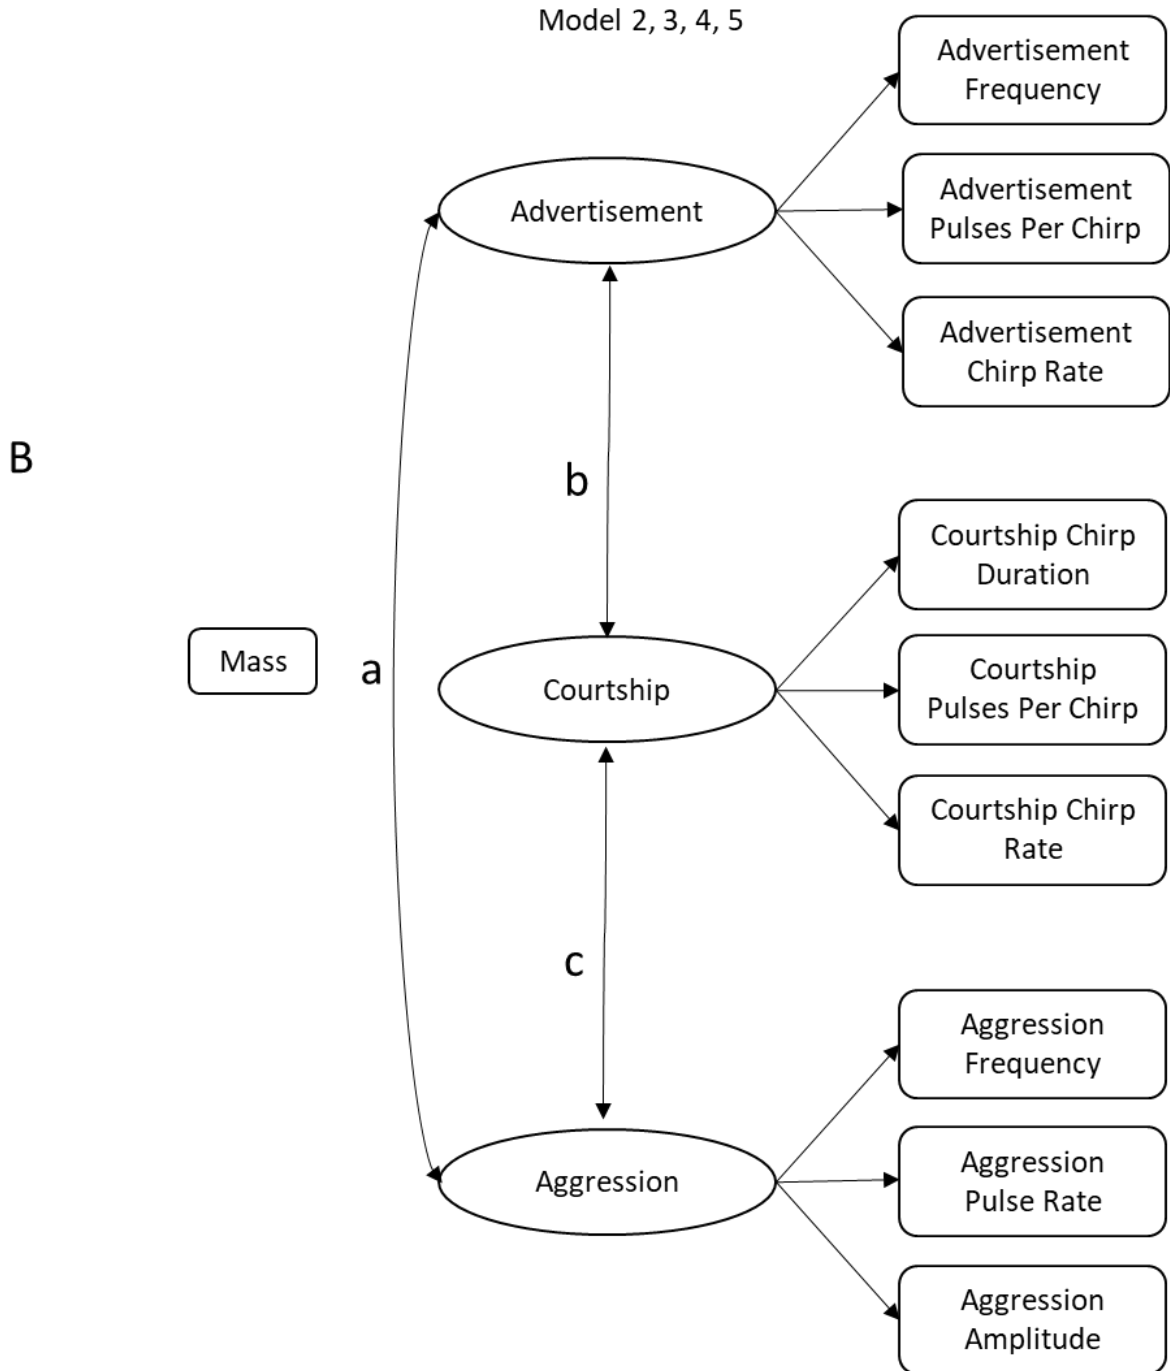 Model 2, 3, 4, 5
Advertisement
Frequency
Advertisement
Pulses Per Chirp
Advertisement
Chirp Rate
Advertisement
B
b
Courtship Chirp
Duration
Courtship
Pulses Per Chirp
Courtship Chirp
Rate
Mass
a
Courtship
c
Aggression
Frequency
Aggression
Pulse Rate
Aggression
Amplitude
Aggression